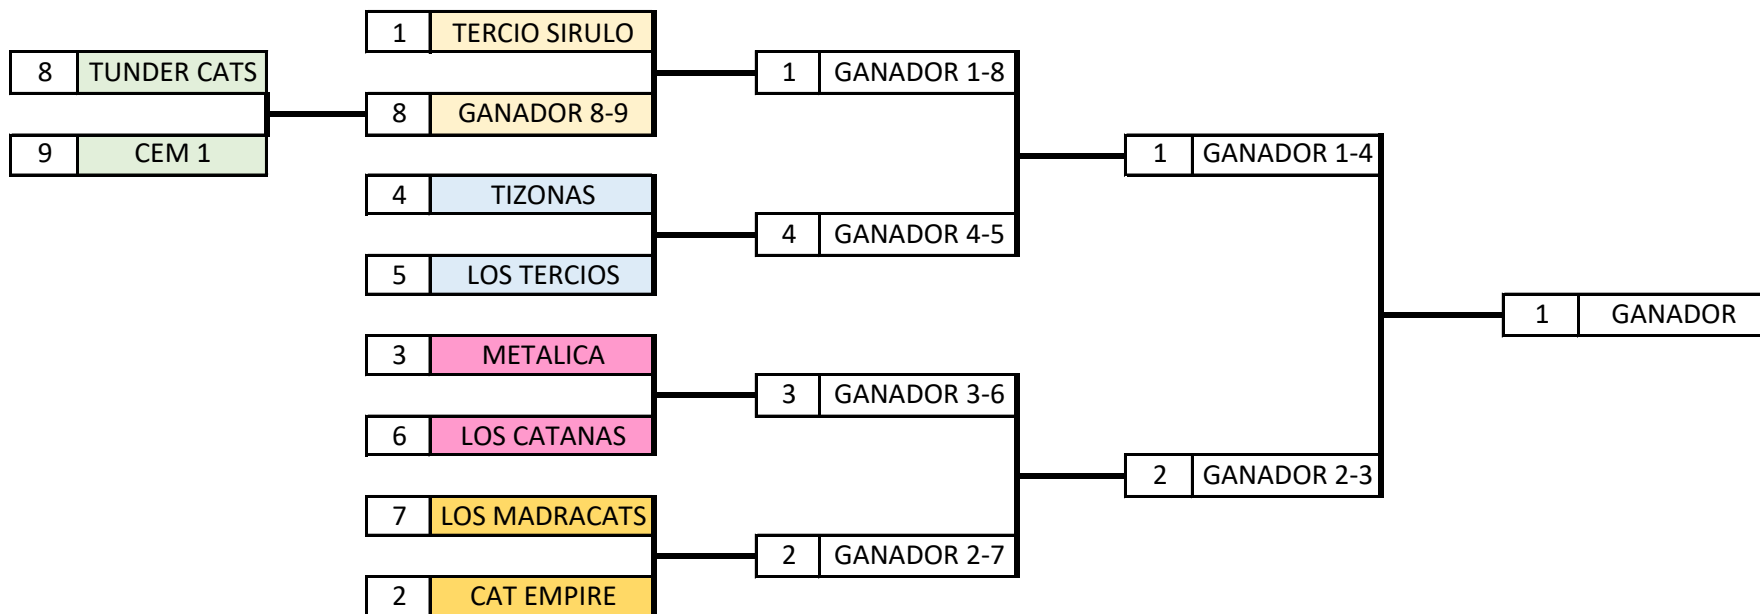 1 TERCIO SIRULO
8 TUNDER CATS
1 GANADOR 1-8
8 GANADOR 8-9
9 CEM 1
1 GANADOR 1-4
4 TIZONAS
4 GANADOR 4-5
5 LOS TERCIOS
1 GANADOR
3 METALICA
3 GANADOR 3-6
6 LOS CATANAS
2 GANADOR 2-3
7 LOS MADRACATS
2 GANADOR 2-7
2 CAT EMPIRE